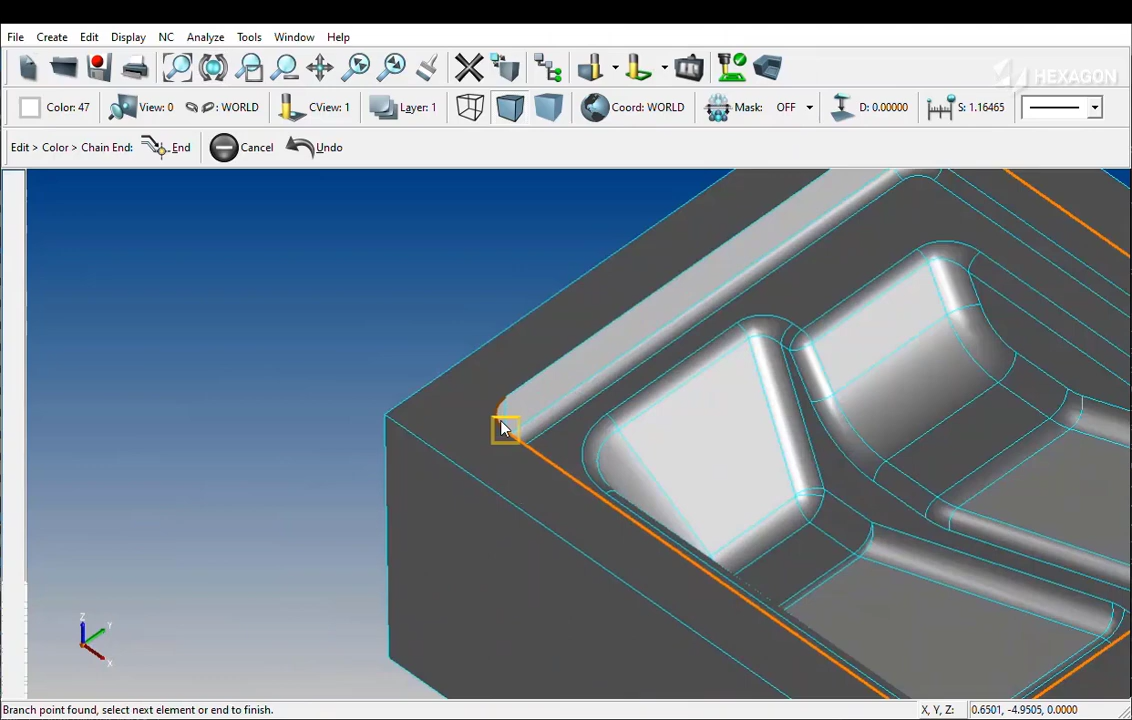 File Create Edit Display NC Analyze Tools Window Help
HEXAGON
Color: 47 View: 0 : WORLD CView: 1 Layer: 1 Coord: WORLD Mask: OFF D: 0.00000 S: 1.16465
Edit > Color > Chain End: End Cancel Undo
Z
Y
X
Branch point found, select next element or end to finish. X, Y, Z: 0.6501, -4.9505, 0.0000